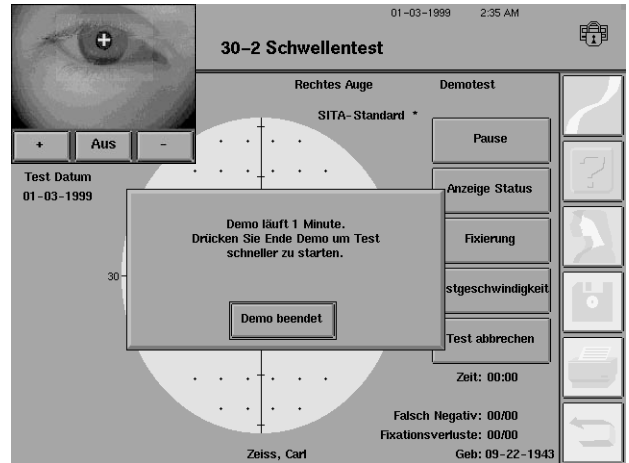 01-03-1999 2:35 AM
30-2 Schwellentest
Rechtes Auge Demotest
SITA-Standard *
+ Aus -
Pause
Test Datum
01-03-1999
Anzeige Status
Demo läuft 1 Minute.
Drücken Sie Ende Demo um Test
schneller zu starten.
Fixierung
30
stgeschwindigkeit
Demo beendet
Test abbrechen
Zeit: 00:00
Falsch Negativ: 00/00
Fixationsverluste: 00/00
Zeiss, Carl Geb: 09-22-1943